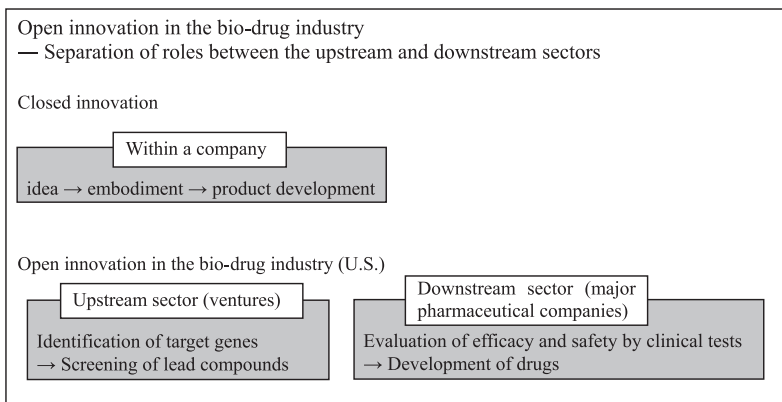 Open innovation in the bio-drug industry
— Separation of roles between the upstream and downstream sectors
Closed innovation
Within a company
idea → embodiment → product development
Open innovation in the bio-drug industry (U.S.)
Upstream sector (ventures)
Identification of target genes
→ Screening of lead compounds
Downstream sector (major
pharmaceutical companies)
Evaluation of efficacy and safety by clinical tests
→ Development of drugs